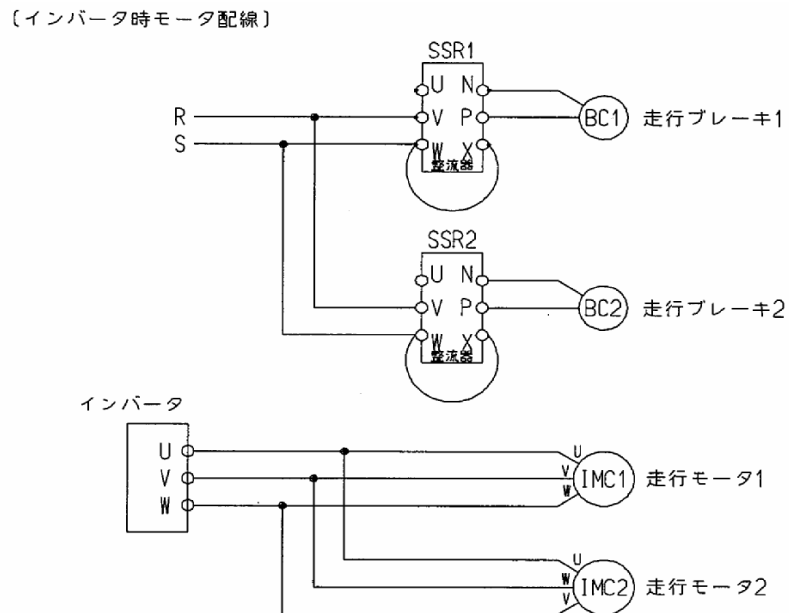 〔インバータ時モータ配線〕
SSR1
U N
R V P BC1 走行ブレーキ1
S W X
整流器
SSR2
U N
V P BC2 走行ブレーキ2
W X
整流器
インバータ
U U
V V IMC1 走行モータ1
W W
U
W IMC2 走行モータ2
V